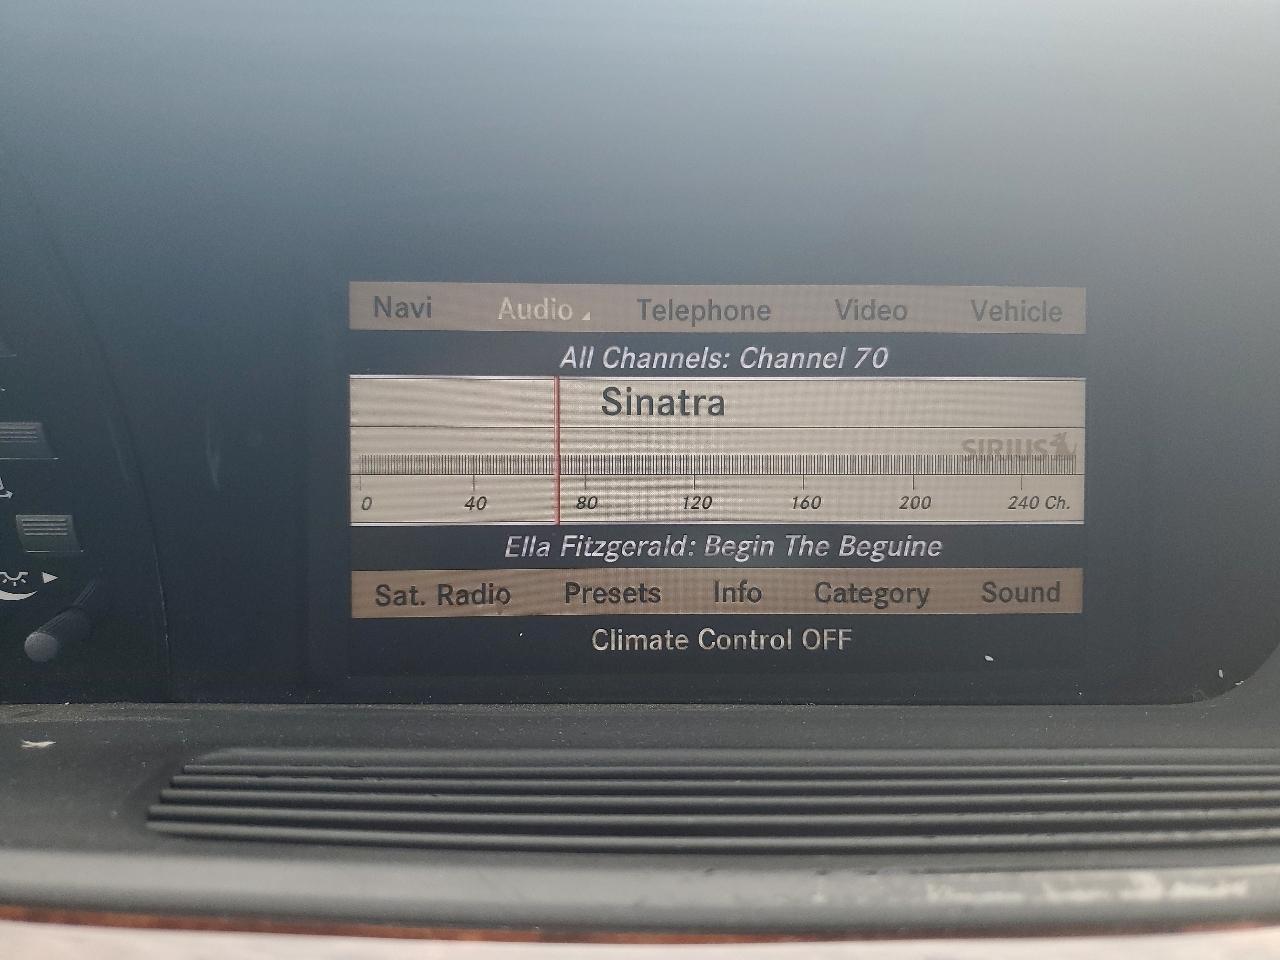 Navi Audio Telephone Video Vehicle
All Channels: Channel 70
Sinatra
SIRIUS
0 40 80 120 160 200 240 Ch.
Ella Fitzgerald: Begin The Beguine
Sat. Radio Presets Info Category Sound
Climate Control OFF